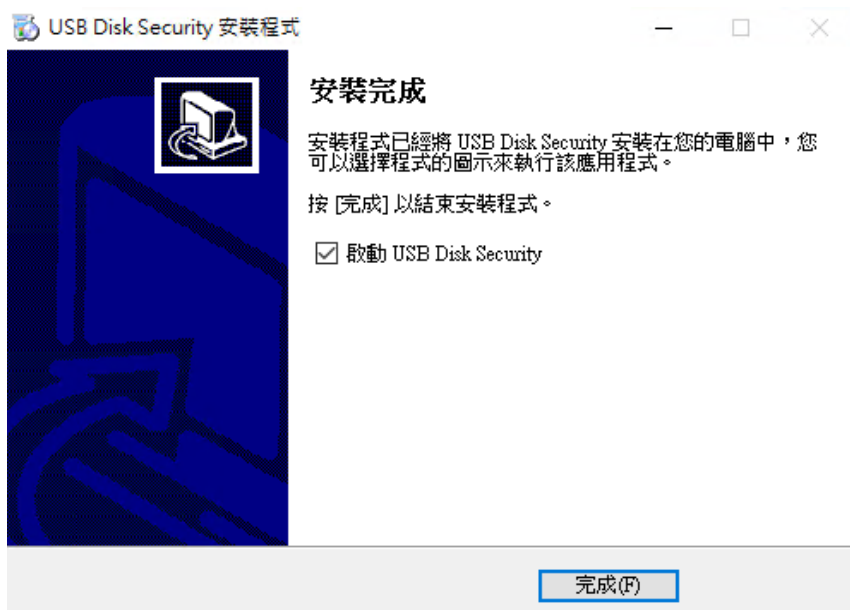 USB Disk Security 安裝程式
安裝完成
安裝程式已經將 USB Disk Security 安裝在您的電腦中，您
可以選擇程式的圖示來執行該應用程式。
按 [完成] 以結束安裝程式。
啟動 USB Disk Security
完成(F)